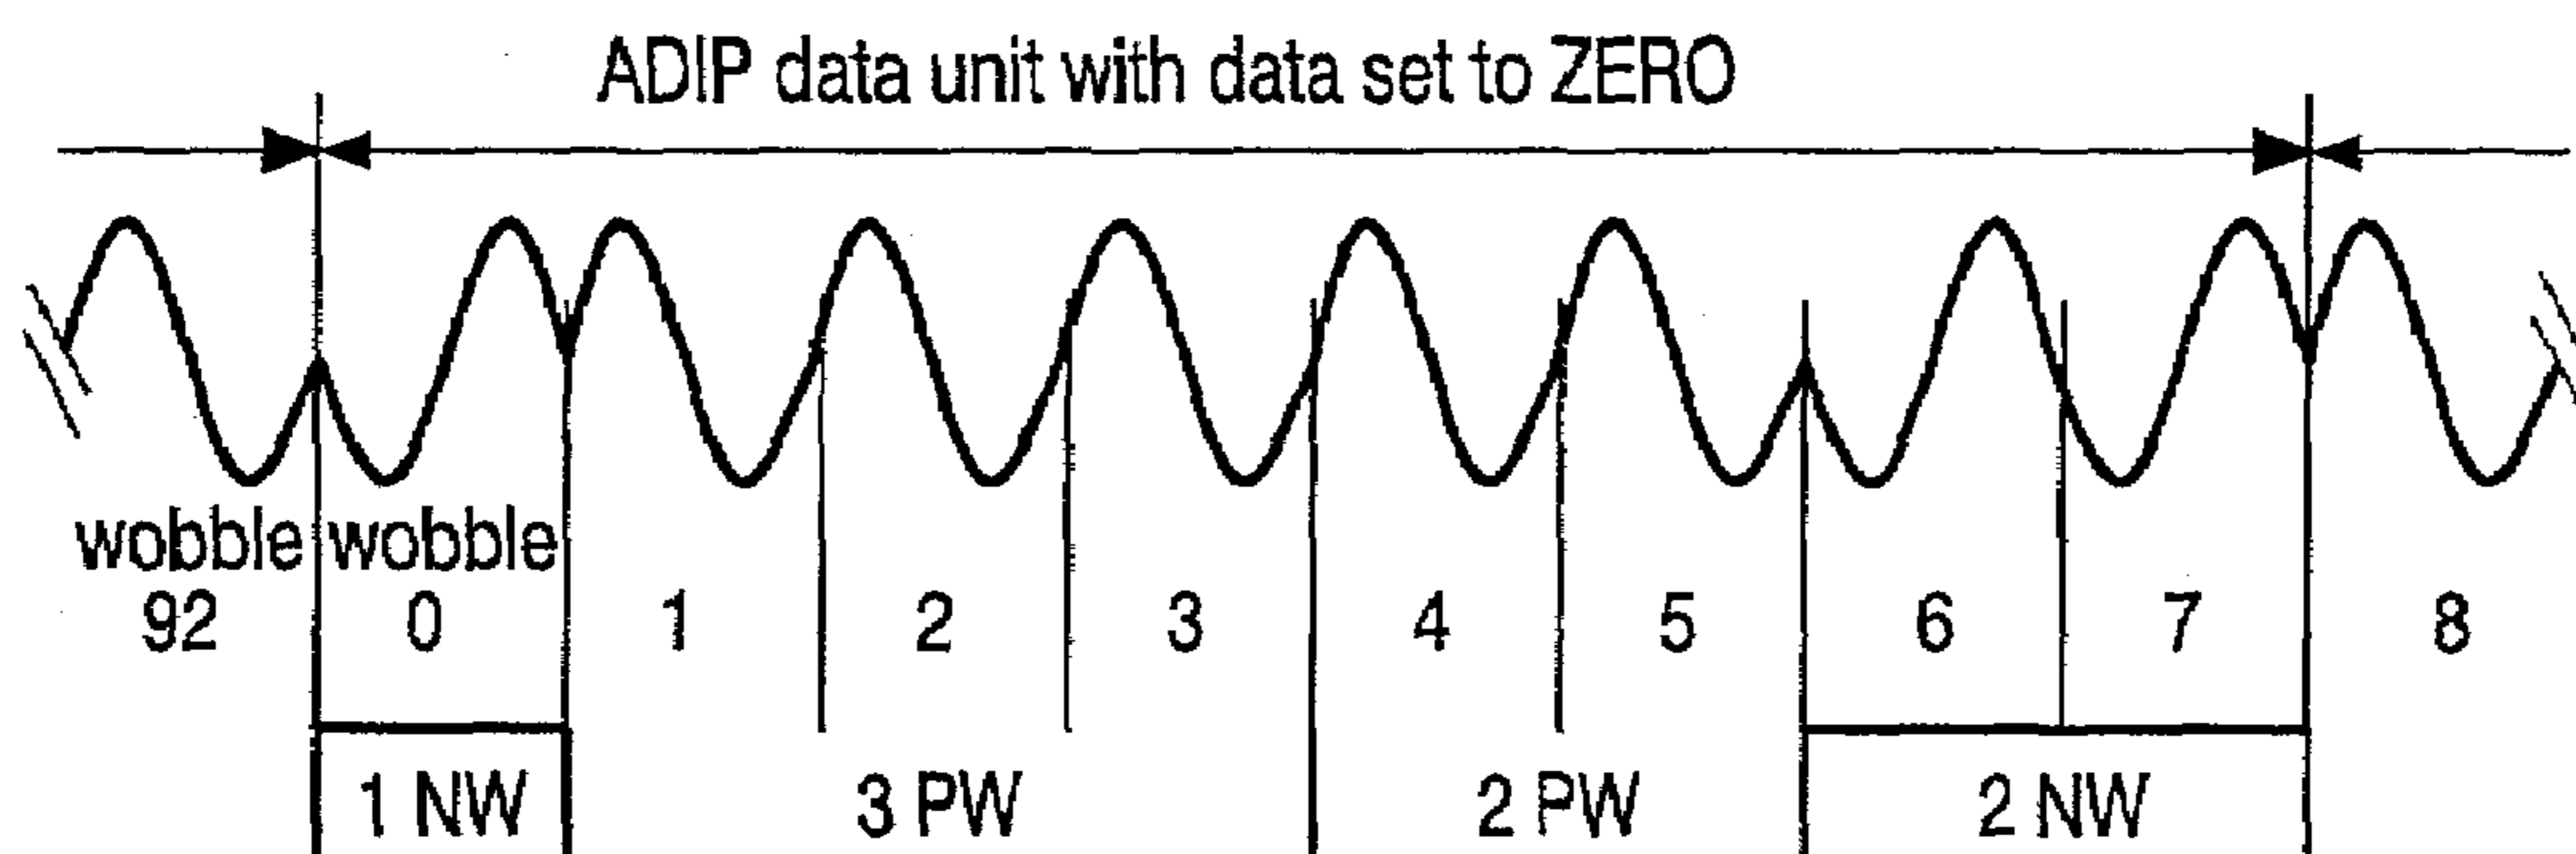 ADIP data unit with data set to ZERO
wobble wobble
92 0 1 2 3 4 5 6 7 8
1 NW 3 PW 2 PW 2 NW